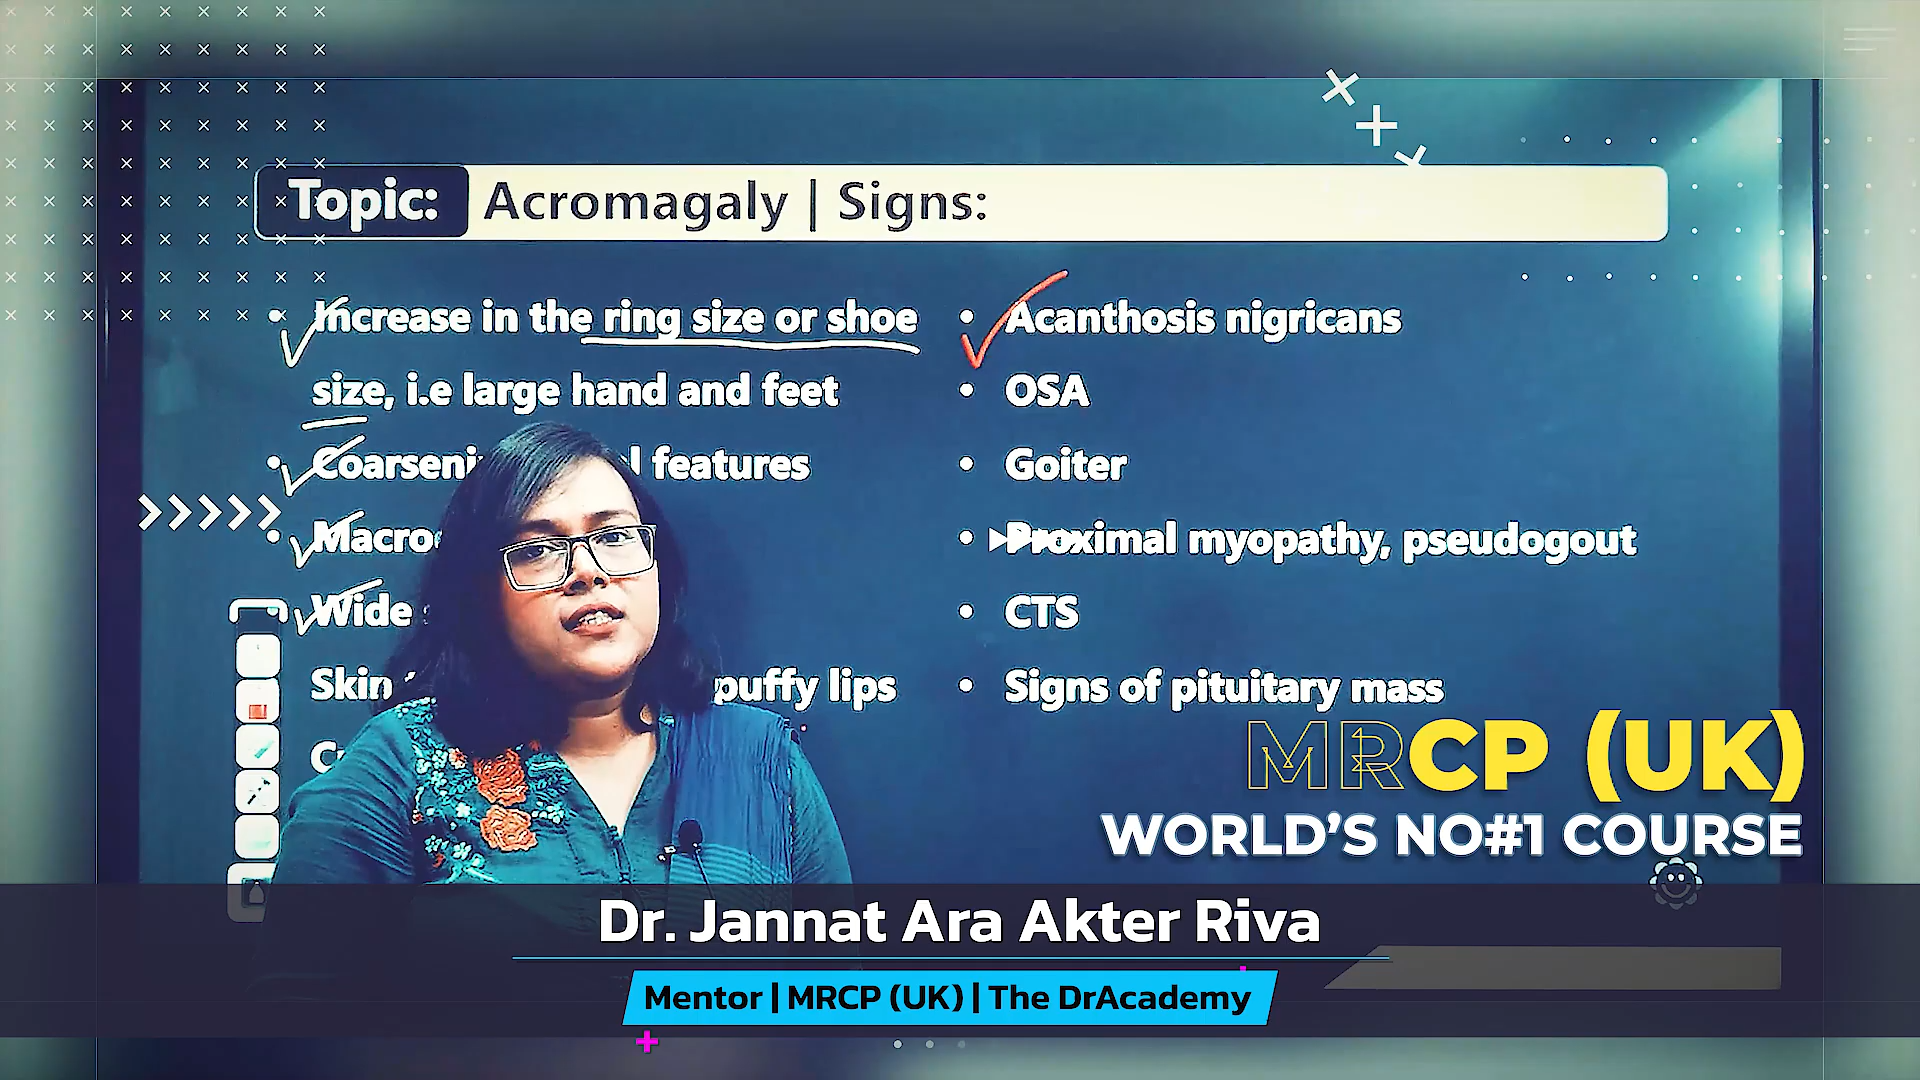 Topic: Acromagaly | Signs:
• Increase in the ring size or shoe
size, i.e large hand and feet
• features
•
• Wide
Skin puffy lips
• Acanthosis nigricans
• OSA
• Goiter
• Proximal myopathy, pseudogout
• CTS
• Signs of pituitary mass
MRCP (UK)
WORLD'S NO#1 COURSE
Dr. Jannat Ara Akter Riva
Mentor | MRCP (UK) | The DrAcademy